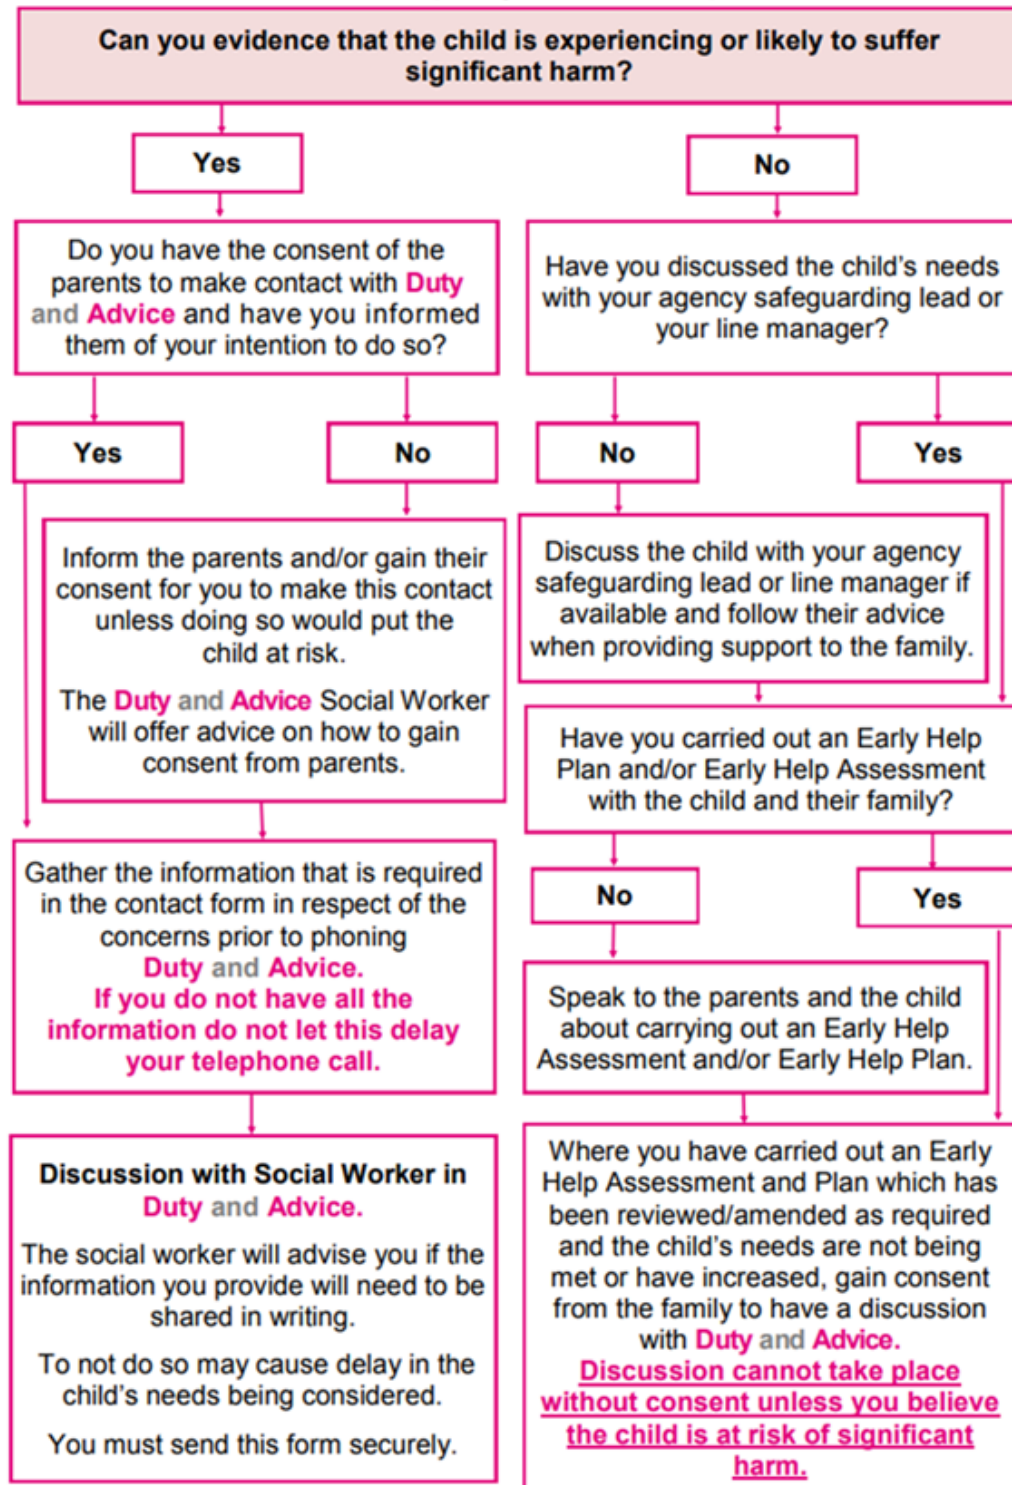 Can you evidence that the child is experiencing or likely to suffer
significant harm?
Yes
No
Do you have the consent of the
parents to make contact with Duty
and Advice and have you informed
them of your intention to do so?
Have you discussed the child's needs
with your agency safeguarding lead or
your line manager?
Yes
No
No
Yes
Inform the parents and/or gain their
consent for you to make this contact
unless doing so would put the
child at risk.
The Duty and Advice Social Worker
will offer advice on how to gain
consent from parents.
Discuss the child with your agency
safeguarding lead or line manager if
available and follow their advice
when providing support to the family.
Have you carried out an Early Help
Plan and/or Early Help Assessment
with the child and their family?
Gather the information that is required
in the contact form in respect of the
concerns prior to phoning
Duty and Advice.
If you do not have all the
information do not let this delay
your telephone call.
No
Yes
Speak to the parents and the child
about carrying out an Early Help
Assessment and/or Early Help Plan.
Discussion with Social Worker in
Duty and Advice.
The social worker will advise you if the
information you provide will need to be
shared in writing.
To not do so may cause delay in the
child's needs being considered.
You must send this form securely.
Where you have carried out an Early
Help Assessment and Plan which has
been reviewed/amended as required
and the child's needs are not being
met or have increased, gain consent
from the family to have a discussion
with Duty and Advice.
Discussion cannot take place
without consent unless you believe
the child is at risk of significant
harm.